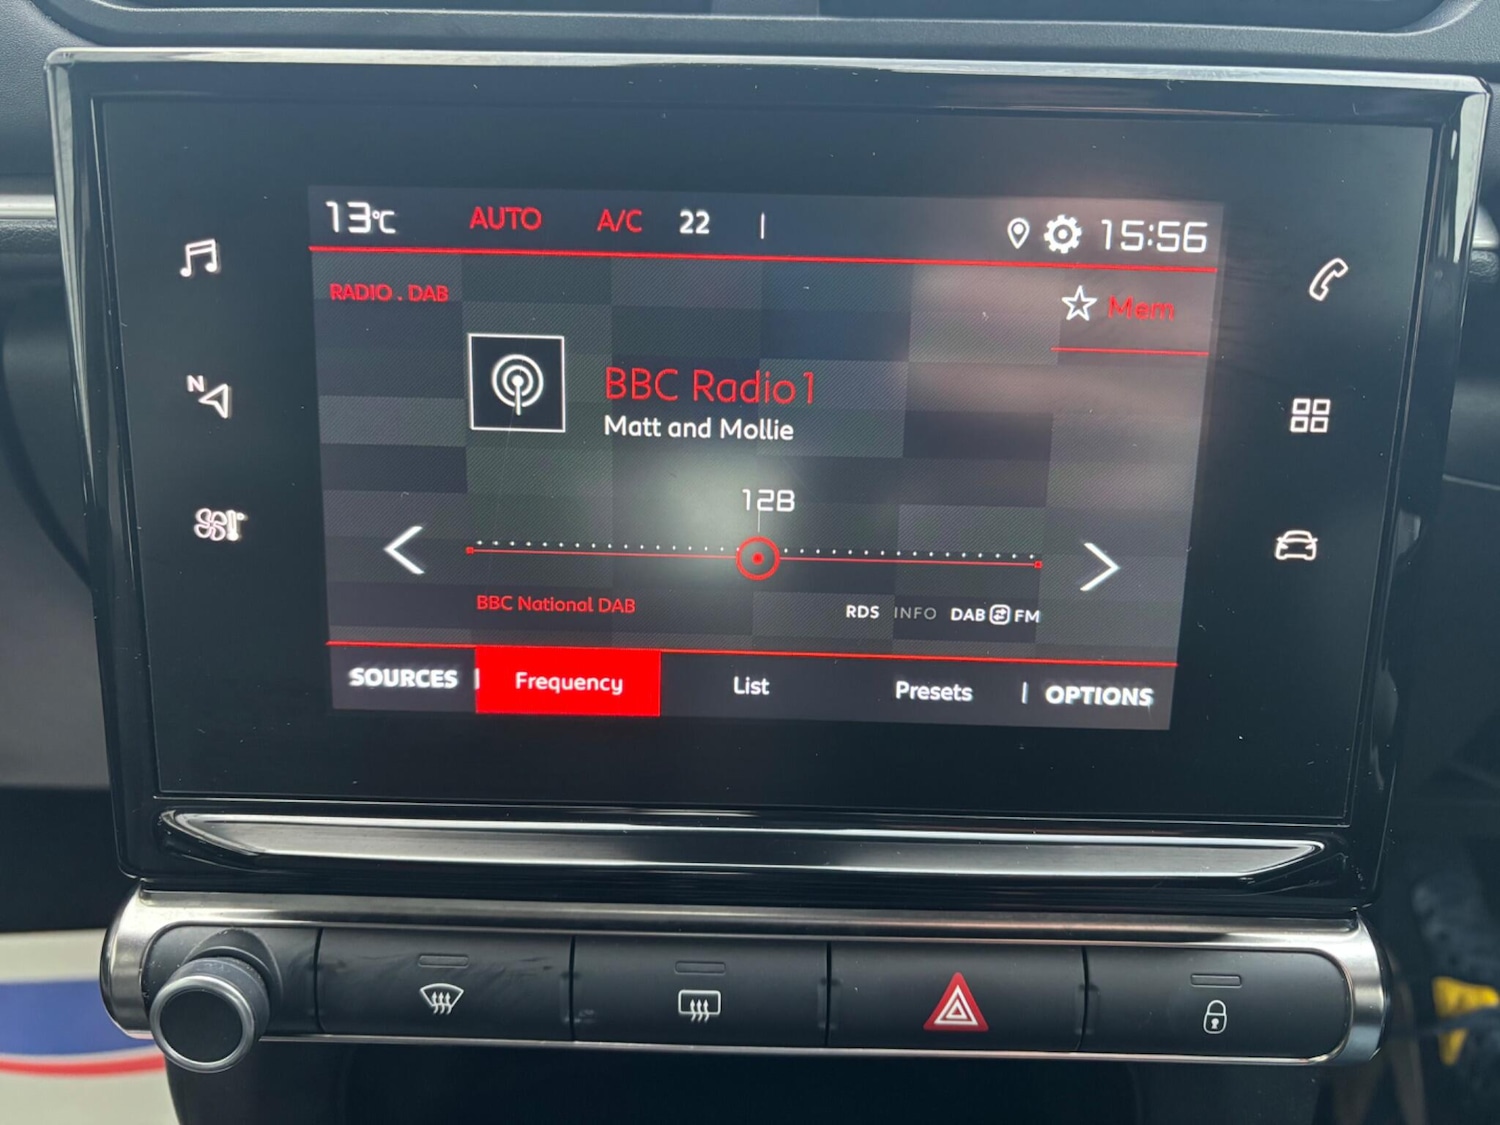 13°C AUTO A/C 22 | 15:56
RADIO . DAB
Mem
BBC Radio 1
Matt and Mollie
12B
BBC National DAB
RDS INFO DAB FM
SOURCES Frequency List Presets OPTIONS
N